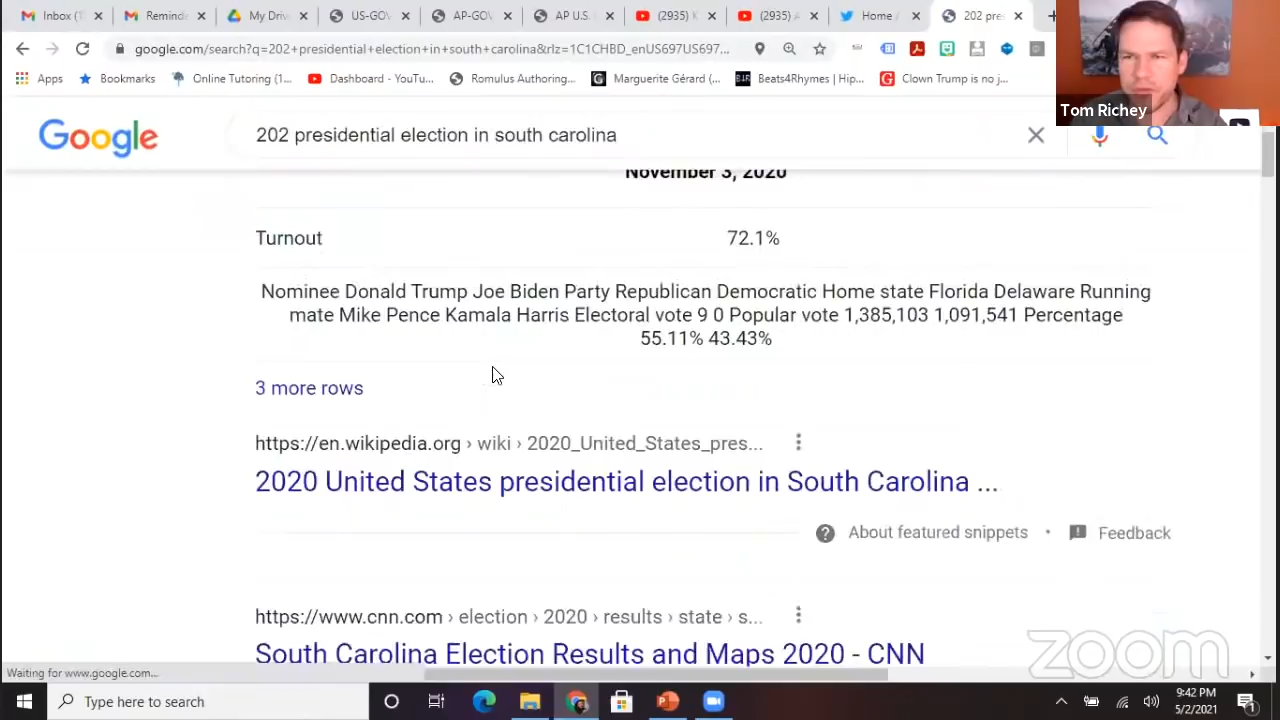 Inbox (1
Reminde
My Driv
US-GOV
AP-GOV
AP U.S.
(2935) K
(2935) A
Home /
202 pre
google.com/search?q=202+presidential+election+in+south+carolina&rlz=1C1CHBD_enUS697US697...
Apps
Bookmarks
Online Tutoring (1...
Dashboard - YouTu...
Romulus Authoring...
Marguerite Gérard (...
Beats4Rhymes | Hip...
Clown Trump is no j...
Tom Richey
Google
202 presidential election in south carolina
November 3, 2020
Turnout
72.1%
Nominee Donald Trump Joe Biden Party Republican Democratic Home state Florida Delaware Running
mate Mike Pence Kamala Harris Electoral vote 9 0 Popular vote 1,385,103 1,091,541 Percentage
55.11% 43.43%
3 more rows
https://en.wikipedia.org › wiki › 2020_United_States_pres...
2020 United States presidential election in South Carolina ...
About featured snippets • Feedback
https://www.cnn.com › election › 2020 › results › state › s...
South Carolina Election Results and Maps 2020 - CNN
zoom
Waiting for www.google.com...
Type here to search
9:42 PM
5/2/2021
1